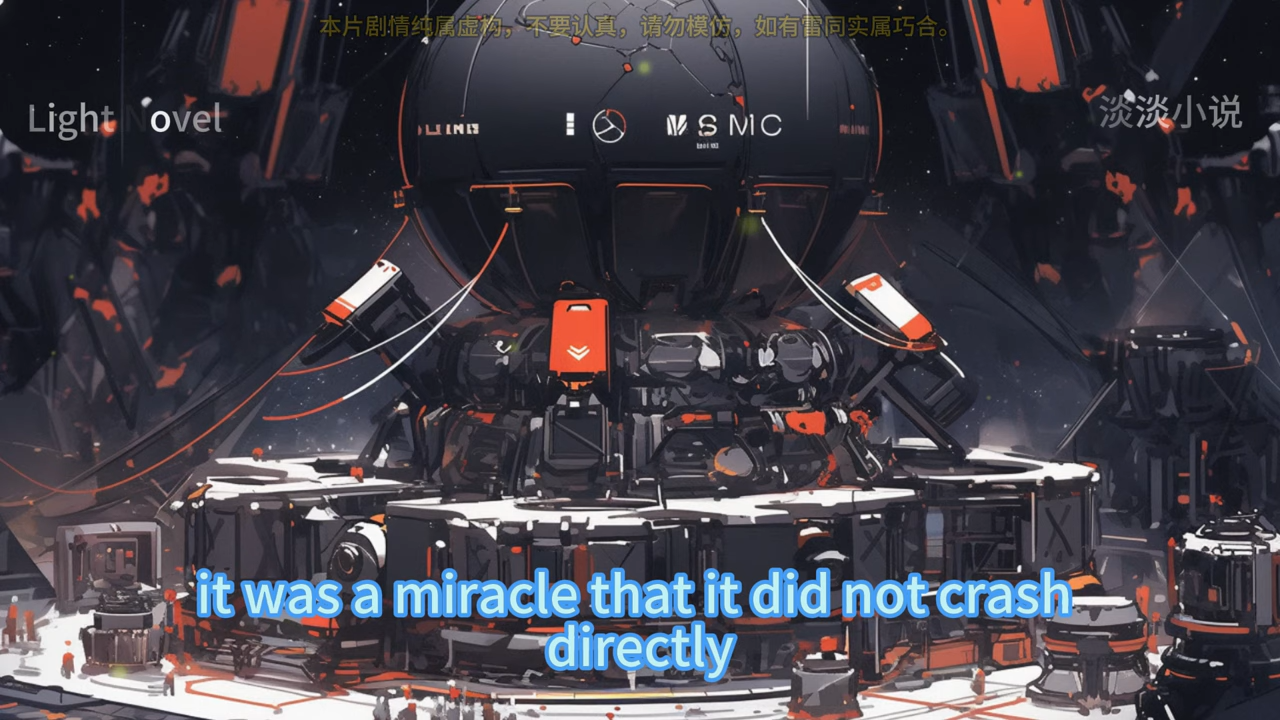 本片剧情纯属虚构，不要认真，请勿模仿，如有雷同实属巧合。
Light Novel
淡淡小说
SMC
it was a miracle that it did not crash
directly